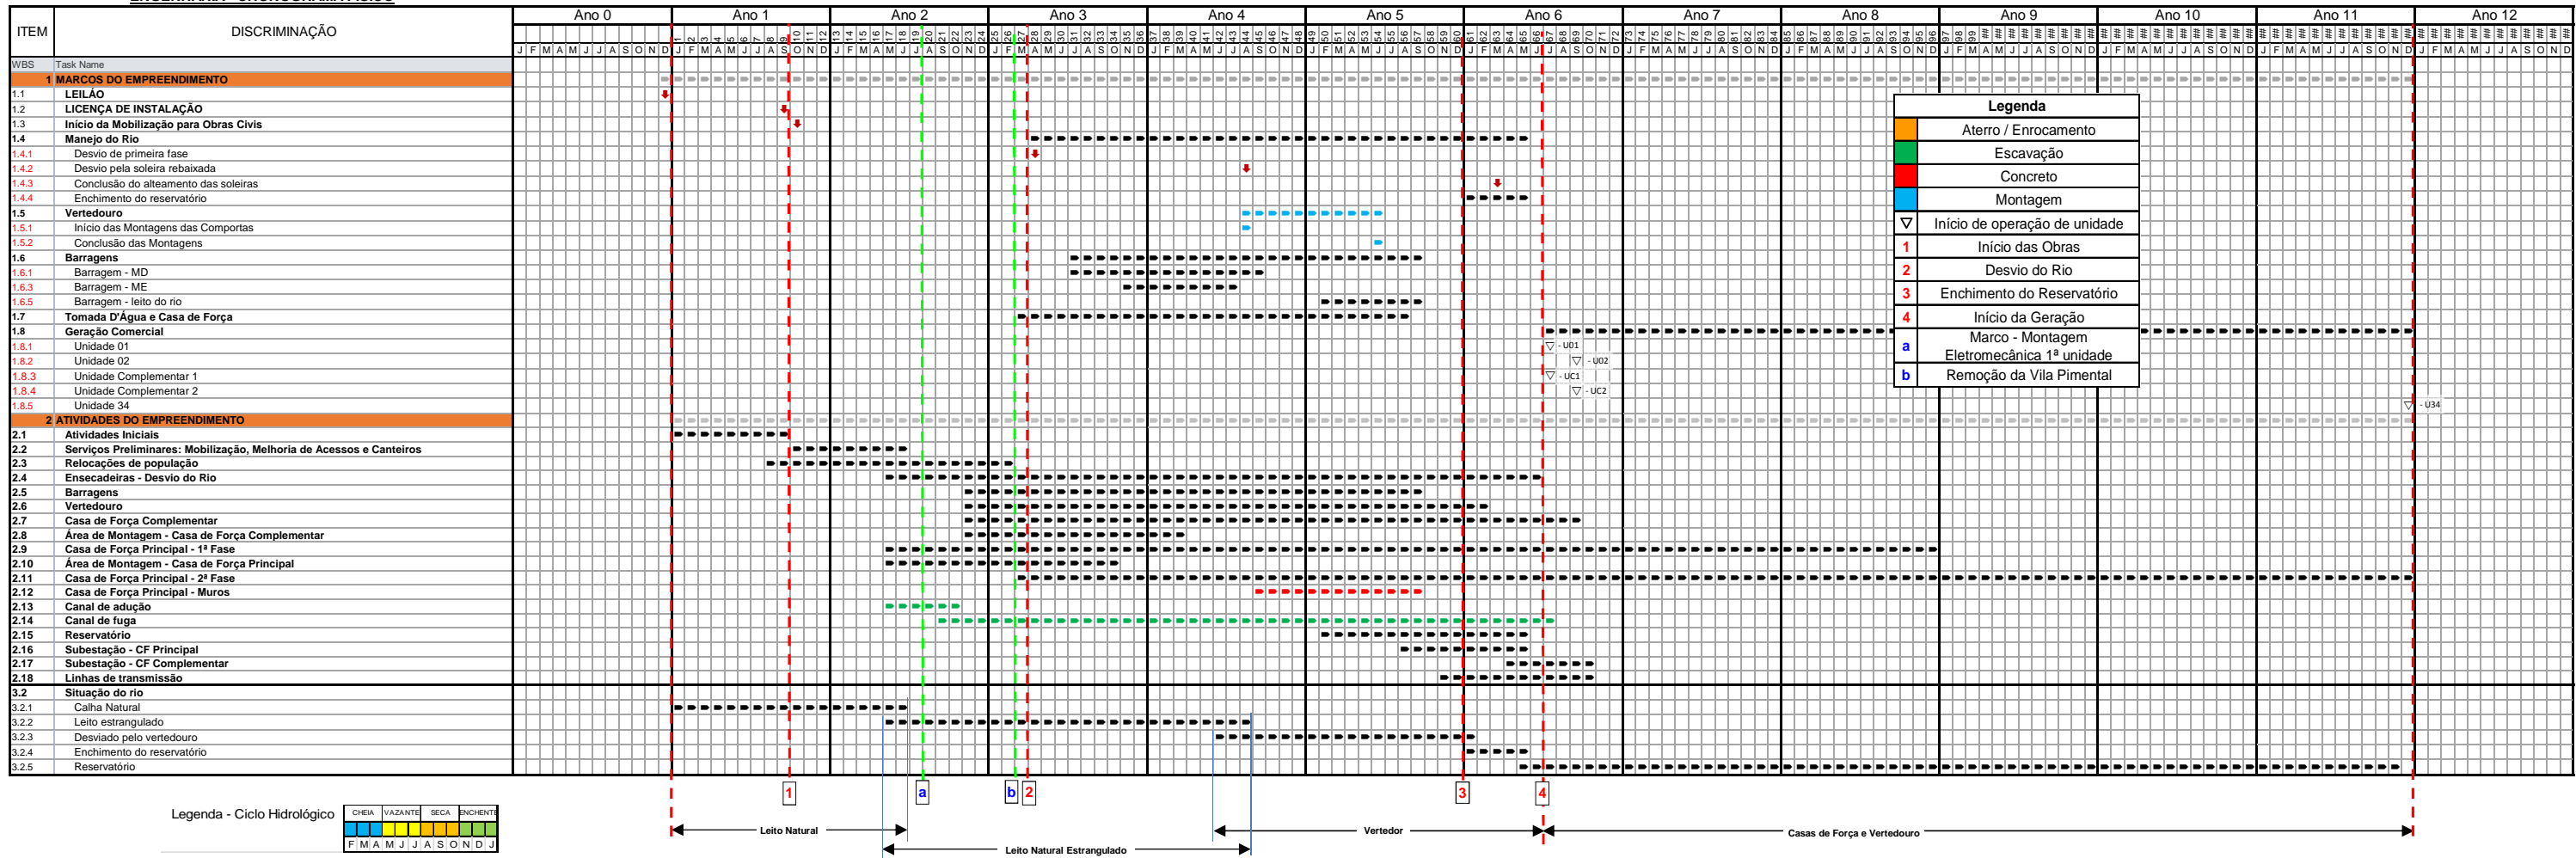 ITEM
DISCRIMINAÇÃO
Ano 0 Ano 1 Ano 2 Ano 3 Ano 4 Ano 5 Ano 6 Ano 7 Ano 8 Ano 9 Ano 10 Ano 11 Ano 12
WBS Task Name
1 MARCOS DO EMPREENDIMENTO
1.1 LEILÁO
1.2 LICENÇA DE INSTALAÇÃO
1.3 Início da Mobilização para Obras Civis
1.4 Manejo do Rio
1.4.1 Desvio de primeira fase
1.4.2 Desvio pela soleira rebaixada
1.4.3 Conclusão do alteamento das soleiras
1.4.4 Enchimento do reservatório
1.5 Vertedouro
1.5.1 Início das Montagens das Comportas
1.5.2 Conclusão das Montagens
1.6 Barragens
1.6.1 Barragem - MD
1.6.3 Barragem - ME
1.6.5 Barragem - leito do rio
1.7 Tomada D'Água e Casa de Força
1.8 Geração Comercial
1.8.1 Unidade 01
- U01
1.8.2 Unidade 02
- U02
1.8.3 Unidade Complementar 1
- UC1
1.8.4 Unidade Complementar 2
- UC2
1.8.5 Unidade 34
- U34
2 ATIVIDADES DO EMPREENDIMENTO
2.1 Atividades Iniciais
2.2 Serviços Preliminares: Mobilização, Melhoria de Acessos e Canteiros
2.3 Relocações de população
2.4 Ensecadeiras - Desvio do Rio
2.5 Barragens
2.6 Vertedouro
2.7 Casa de Força Complementar
2.8 Área de Montagem - Casa de Força Complementar
2.9 Casa de Força Principal - 1ª Fase
2.10 Área de Montagem - Casa de Força Principal
2.11 Casa de Força Principal - 2ª Fase
2.12 Casa de Força Principal - Muros
2.13 Canal de adução
2.14 Canal de fuga
2.15 Reservatório
2.16 Subestação - CF Principal
2.17 Subestação - CF Complementar
2.18 Linhas de transmissão
3.2 Situação do rio
3.2.1 Calha Natural
3.2.2 Leito estrangulado
3.2.3 Desviado pelo vertedouro
3.2.4 Enchimento do reservatório
3.2.5 Reservatório
Legenda
Aterro / Enrocamento
Escavação
Concreto
Montagem
▽ Início de operação de unidade
1 Início das Obras
2 Desvio do Rio
3 Enchimento do Reservatório
4 Início da Geração
a Marco - Montagem
Eletromecânica 1ª unidade
b Remoção da Vila Pimental
1 a b 2 3 4
Leito Natural
Leito Natural Estrangulado
Vertedor
Casas de Força e Vertedouro
Legenda - Ciclo Hidrológico
CHEIA VAZANTE SECA ENCHENTE
F M A M J J A S O N D J